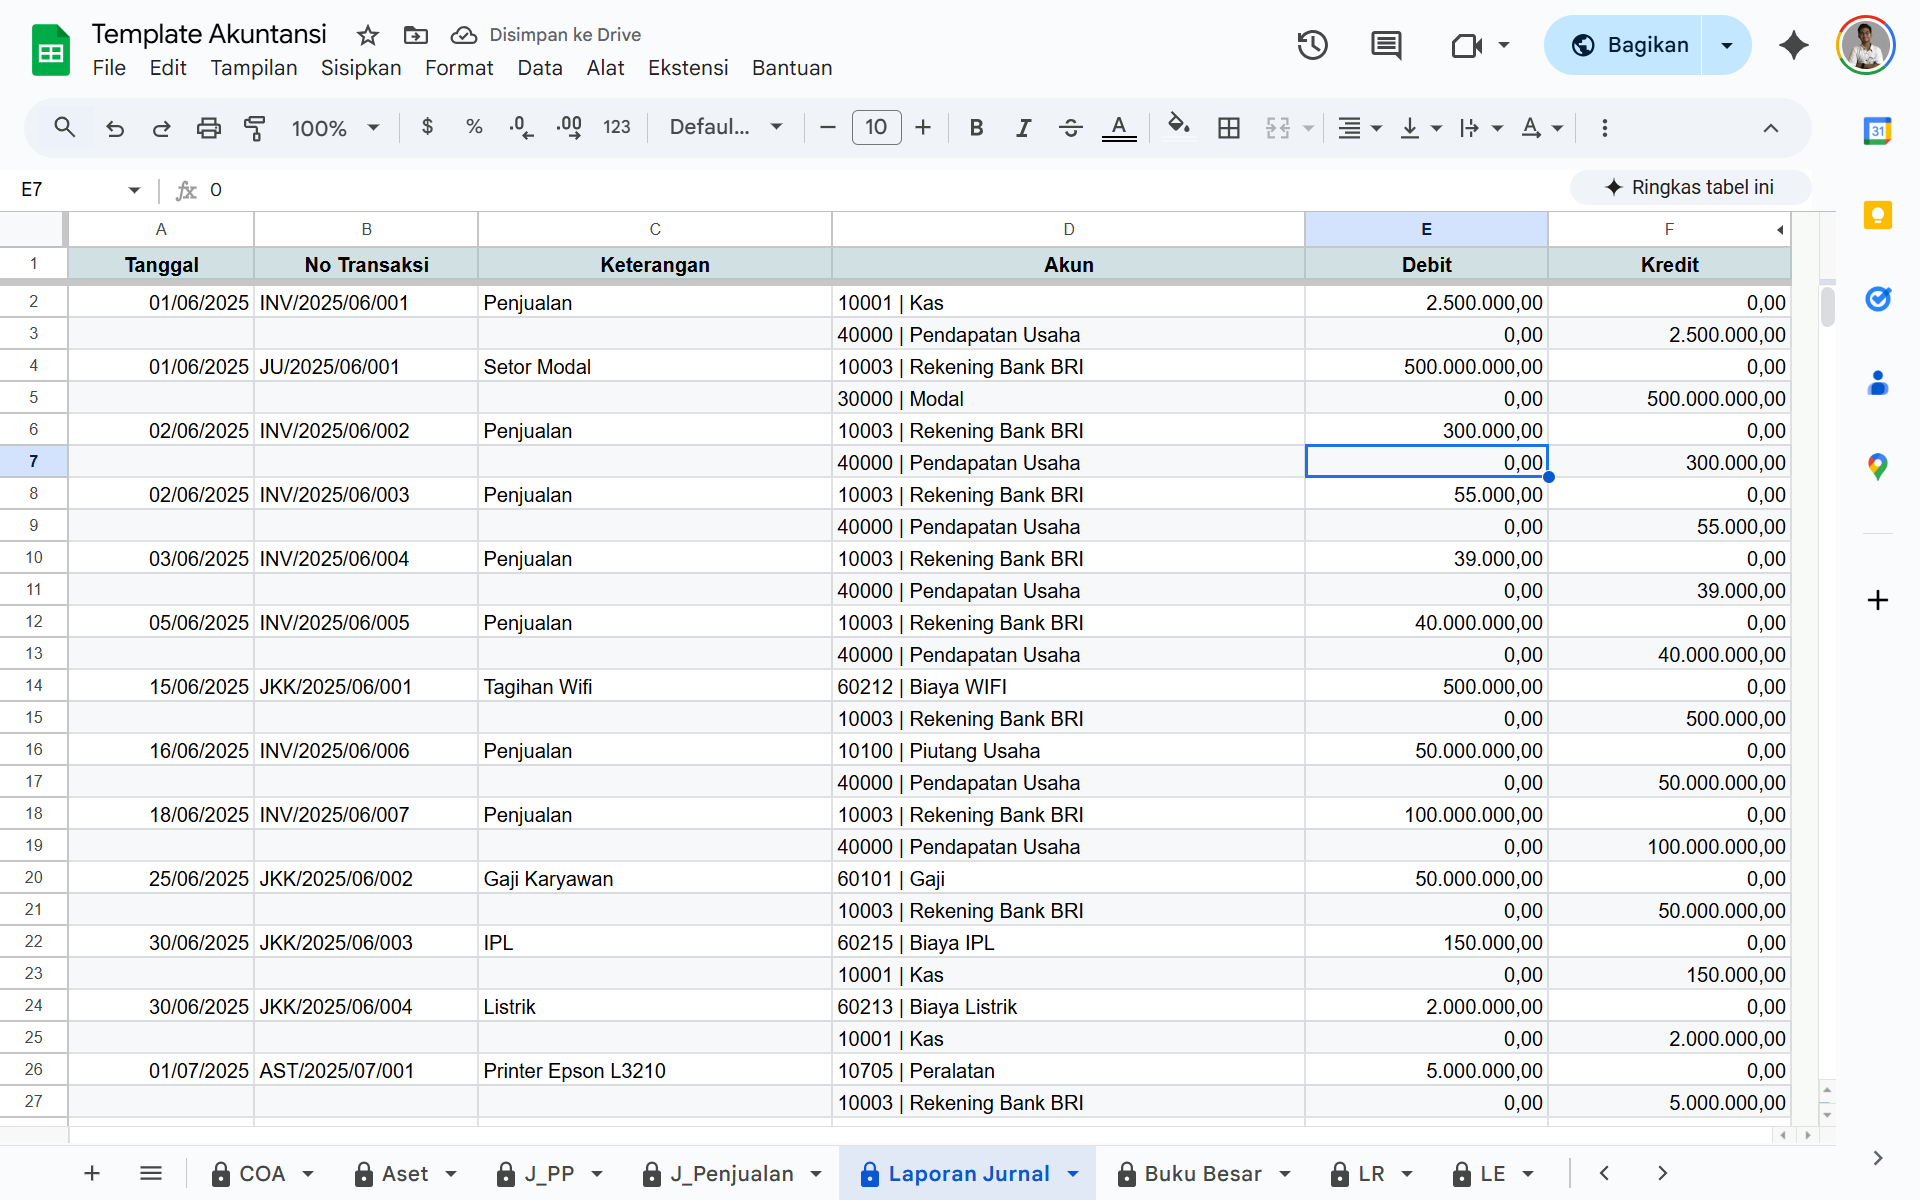 Template Akuntansi Disimpan ke Drive
File Edit Tampilan Sisipkan Format Data Alat Ekstensi Bantuan
Bagikan
100% $ % .0 .00 123 Defaul... 10 B I A A
31
E7 fx 0
Ringkas tabel ini
A B C D E F
1 Tanggal No Transaksi Keterangan Akun Debit Kredit
2 01/06/2025 INV/2025/06/001 Penjualan 10001 | Kas 2.500.000,00 0,00
3 40000 | Pendapatan Usaha 0,00 2.500.000,00
4 01/06/2025 JU/2025/06/001 Setor Modal 10003 | Rekening Bank BRI 500.000.000,00 0,00
5 30000 | Modal 0,00 500.000.000,00
6 02/06/2025 INV/2025/06/002 Penjualan 10003 | Rekening Bank BRI 300.000,00 0,00
7 40000 | Pendapatan Usaha 0,00 300.000,00
8 02/06/2025 INV/2025/06/003 Penjualan 10003 | Rekening Bank BRI 55.000,00 0,00
9 40000 | Pendapatan Usaha 0,00 55.000,00
10 03/06/2025 INV/2025/06/004 Penjualan 10003 | Rekening Bank BRI 39.000,00 0,00
11 40000 | Pendapatan Usaha 0,00 39.000,00
12 05/06/2025 INV/2025/06/005 Penjualan 10003 | Rekening Bank BRI 40.000.000,00 0,00
13 40000 | Pendapatan Usaha 0,00 40.000.000,00
14 15/06/2025 JKK/2025/06/001 Tagihan Wifi 60212 | Biaya WIFI 500.000,00 0,00
15 10003 | Rekening Bank BRI 0,00 500.000,00
16 16/06/2025 INV/2025/06/006 Penjualan 10100 | Piutang Usaha 50.000.000,00 0,00
17 40000 | Pendapatan Usaha 0,00 50.000.000,00
18 18/06/2025 INV/2025/06/007 Penjualan 10003 | Rekening Bank BRI 100.000.000,00 0,00
19 40000 | Pendapatan Usaha 0,00 100.000.000,00
20 25/06/2025 JKK/2025/06/002 Gaji Karyawan 60101 | Gaji 50.000.000,00 0,00
21 10003 | Rekening Bank BRI 0,00 50.000.000,00
22 30/06/2025 JKK/2025/06/003 IPL 60215 | Biaya IPL 150.000,00 0,00
23 10001 | Kas 0,00 150.000,00
24 30/06/2025 JKK/2025/06/004 Listrik 60213 | Biaya Listrik 2.000.000,00 0,00
25 10001 | Kas 0,00 2.000.000,00
26 01/07/2025 AST/2025/07/001 Printer Epson L3210 10705 | Peralatan 5.000.000,00 0,00
27 10003 | Rekening Bank BRI 0,00 5.000.000,00
COA Aset J_PP J_Penjualan Laporan Jurnal Buku Besar LR LE